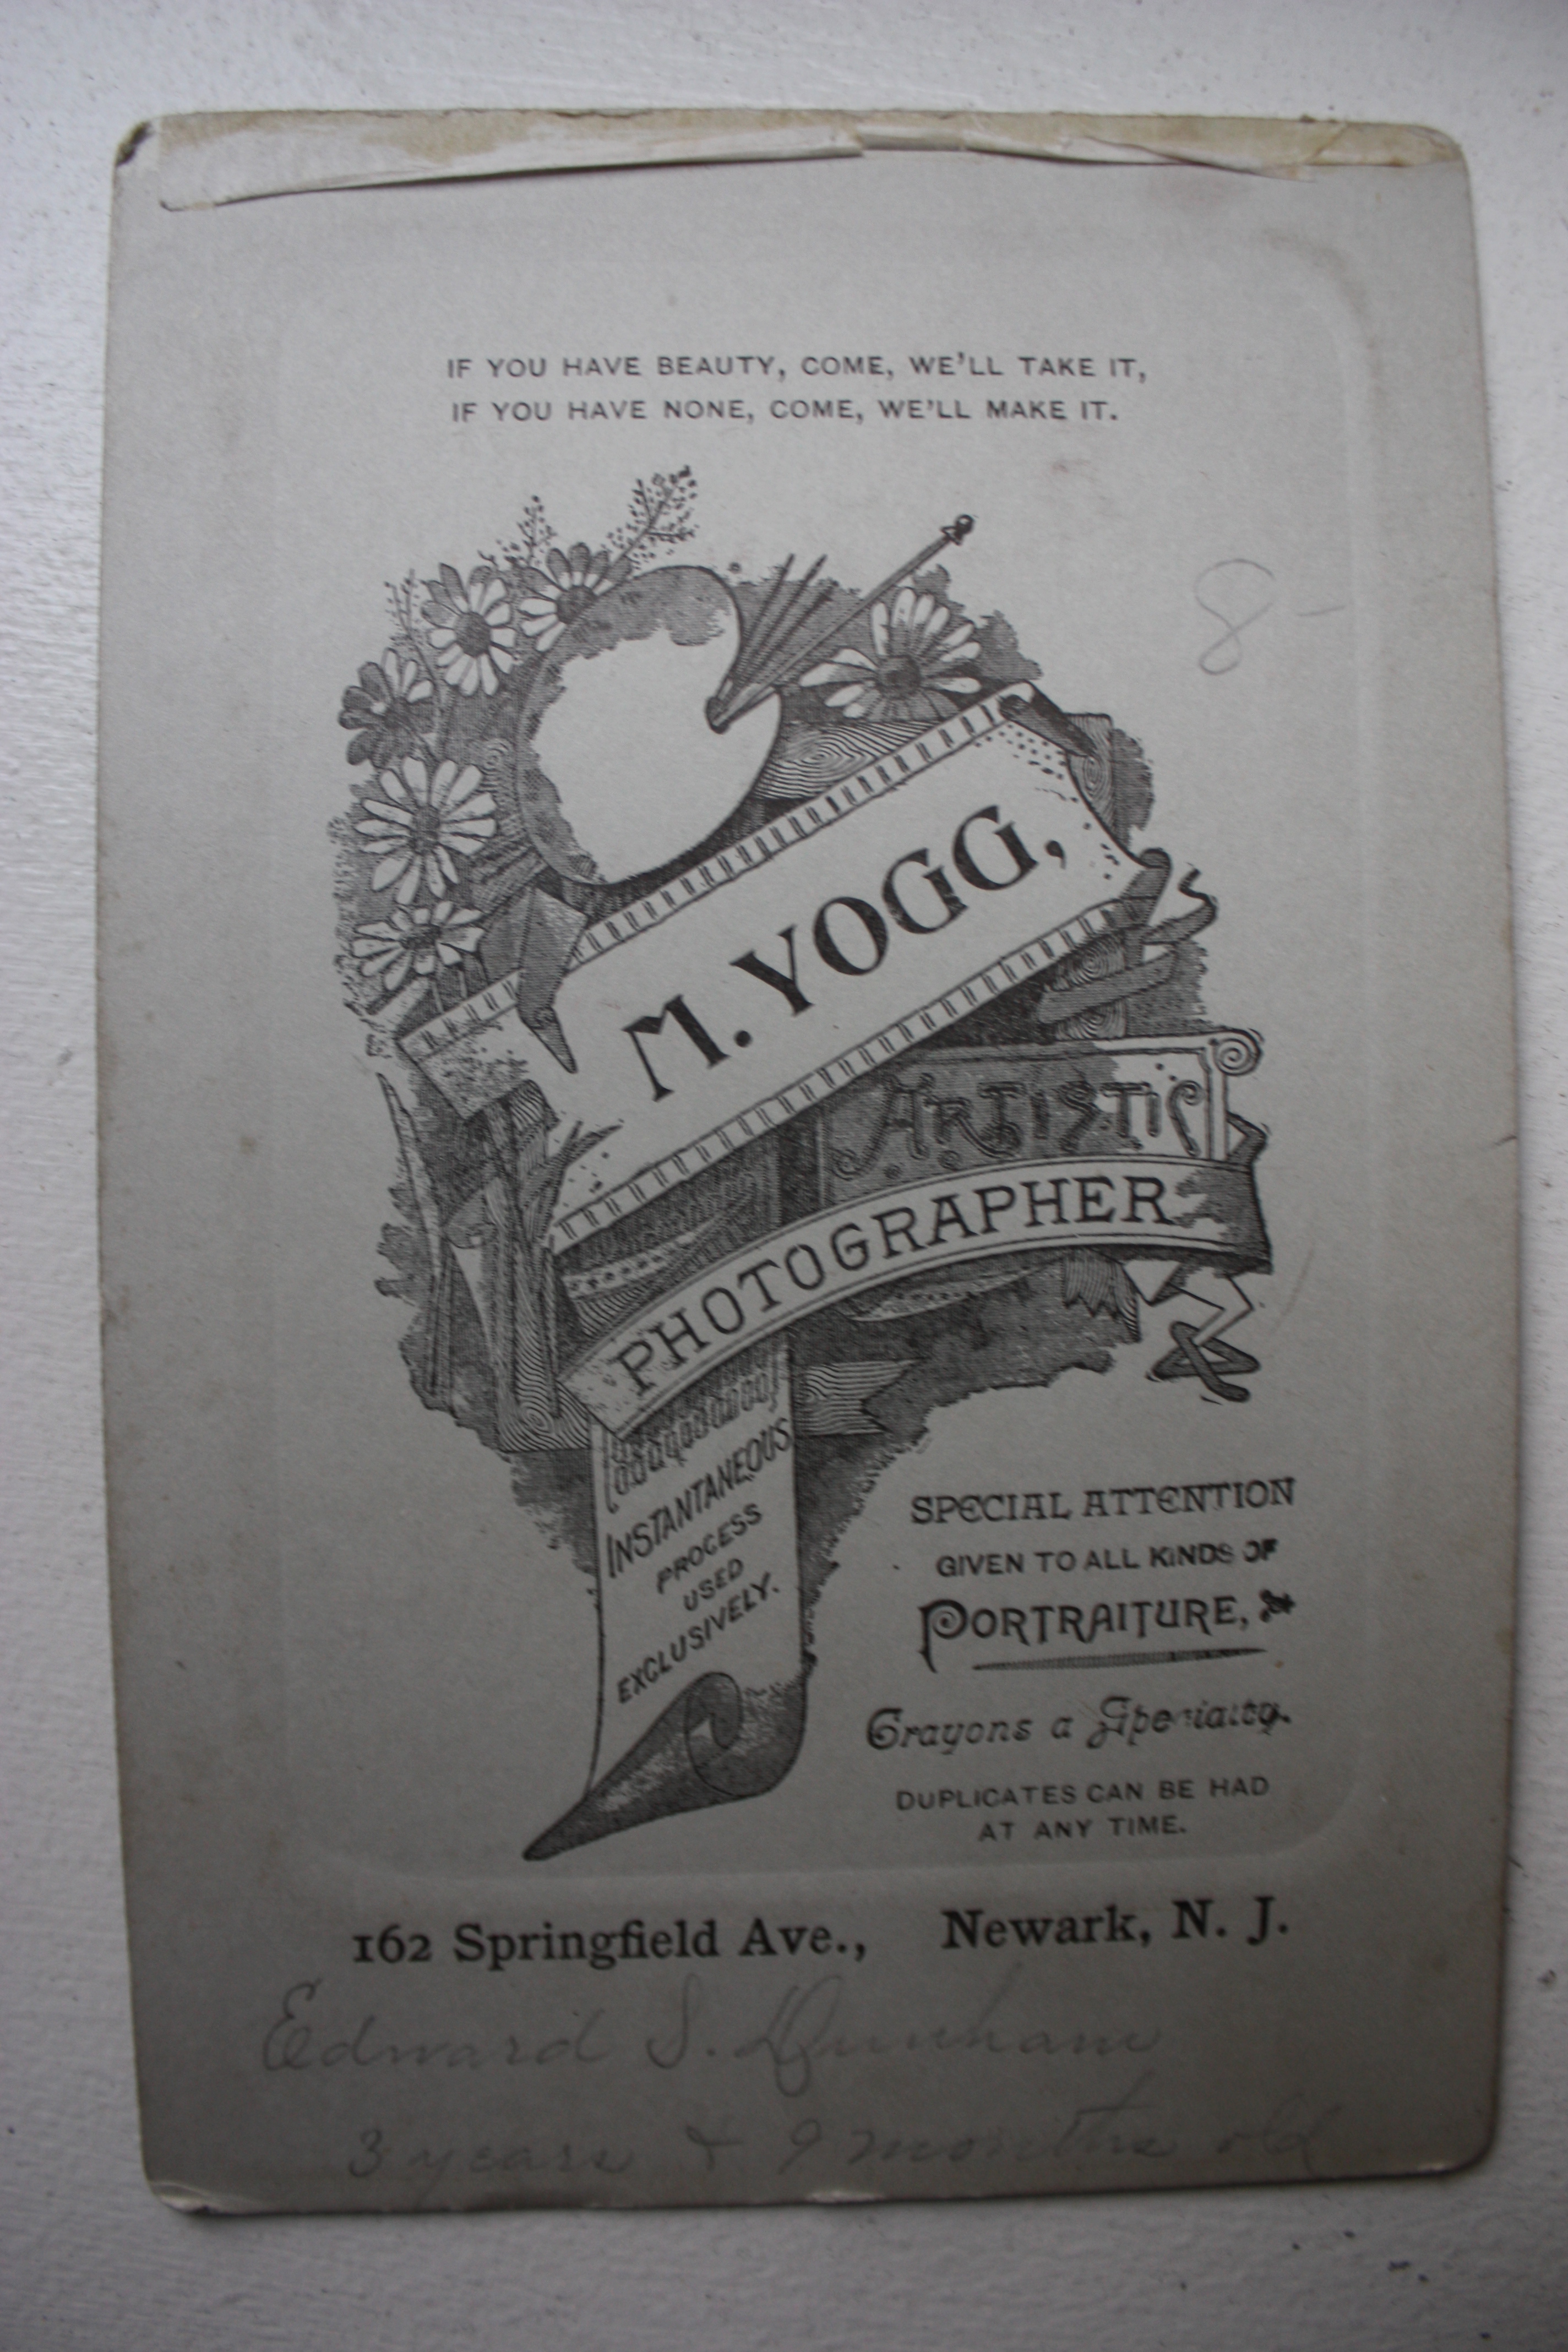 IF YOU HAVE BEAUTY, COME, WE'LL TAKE IT,
IF YOU HAVE NONE, COME, WE'LL MAKE IT.
8-
M. YOGG,
ARTISTIC
PHOTOGRAPHER
INSTANTANEOUS
PROCESS
USED
EXCLUSIVELY.
SPECIAL ATTENTION
GIVEN TO ALL KINDS OF
PORTRAITURE,
Crayons a Specialty.
DUPLICATES CAN BE HAD
AT ANY TIME.
162 Springfield Ave., Newark, N. J.
Edward S. Dunham
3 years & 9 months old